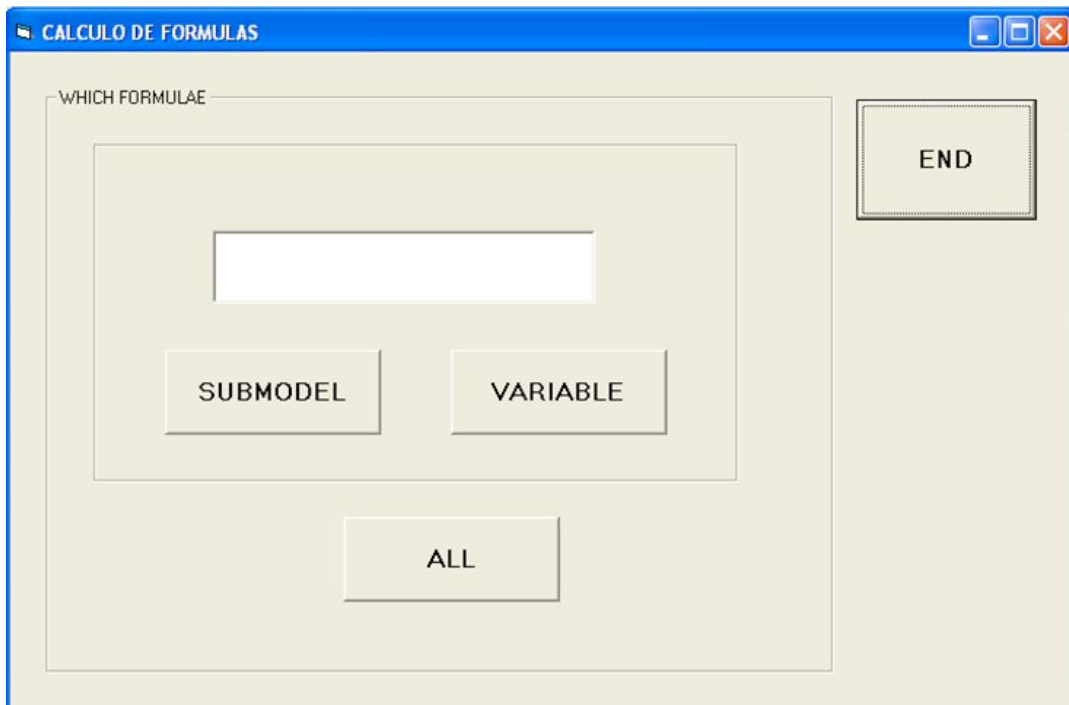 CALCULO DE FORMULAS
WHICH FORMULAE
END
SUBMODEL
VARIABLE
ALL